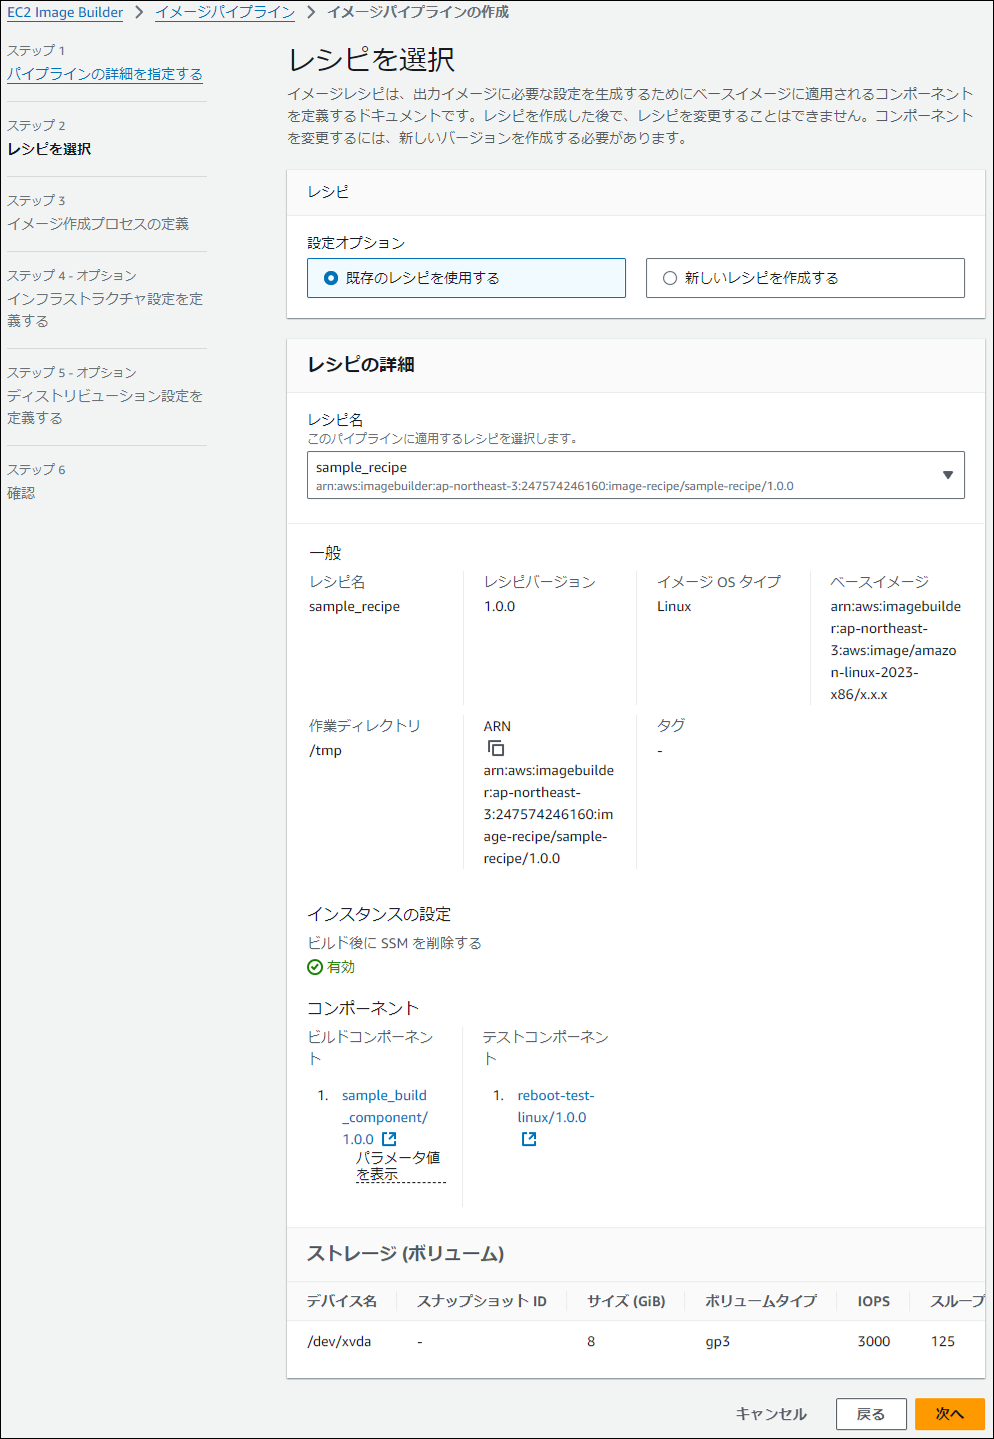 EC2 Image Builder > イメージパイプライン > イメージパイプラインの作成
ステップ 1
パイプラインの詳細を指定する
ステップ 2
レシピを選択
ステップ 3
イメージ作成プロセスの定義
ステップ 4 - オプション
インフラストラクチャ設定を定
義する
ステップ 5 - オプション
ディストリビューション設定を
定義する
ステップ 6
確認
レシピを選択
イメージレシピは、出力イメージに必要な設定を生成するためにベースイメージに適用されるコンポーネント
を定義するドキュメントです。レシピを作成した後で、レシピを変更することはできません。コンポーネント
を変更するには、新しいバージョンを作成する必要があります。
レシピ
設定オプション
既存のレシピを使用する
新しいレシピを作成する
レシピの詳細
レシピ名
このパイプラインに適用するレシピを選択します。
sample_recipe
arn:aws:imagebuilder:ap-northeast-3:247574246160:image-recipe/sample-recipe/1.0.0
一般
レシピ名
sample_recipe
レシピバージョン
1.0.0
イメージ OS タイプ
Linux
ベースイメージ
arn:aws:imagebuilde
r:ap-northeast-
3:aws:image/amazo
n-linux-2023-
x86/x.x.x
作業ディレクトリ
/tmp
ARN
arn:aws:imagebuilde
r:ap-northeast-
3:247574246160:im
age-recipe/sample-
recipe/1.0.0
タグ
-
インスタンスの設定
ビルド後に SSM を削除する
有効
コンポーネント
ビルドコンポーネン
ト
1. sample_build
_component/
1.0.0
パラメータ値
を表示
テストコンポーネン
ト
1. reboot-test-
linux/1.0.0
ストレージ (ボリューム)
デバイス名 スナップショット ID サイズ (GiB) ボリュームタイプ IOPS スループ
/dev/xvda - 8 gp3 3000 125
キャンセル 戻る 次へ